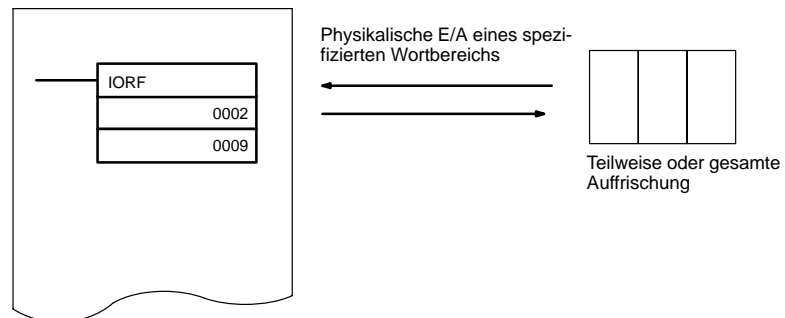 Physikalische E/A eines spezi-
fizierten Wortbereichs
IORF
0002
0009
Teilweise oder gesamte
Auffrischung